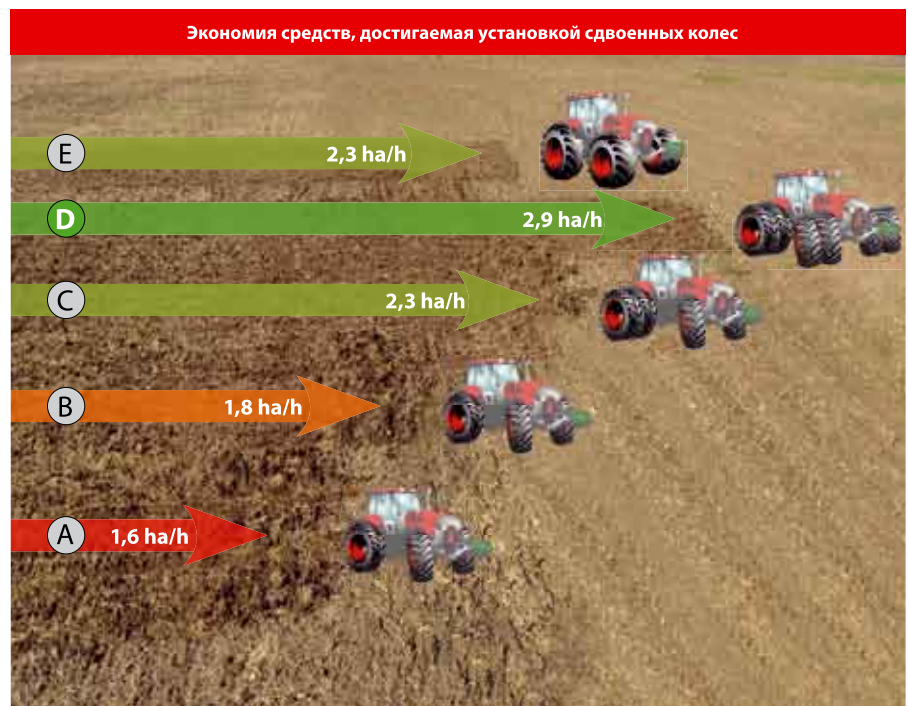 Экономия средств, достигаемая установкой сдвоенных колес
E
2,3 ha/h
D
2,9 ha/h
C
2,3 ha/h
B
1,8 ha/h
A
1,6 ha/h